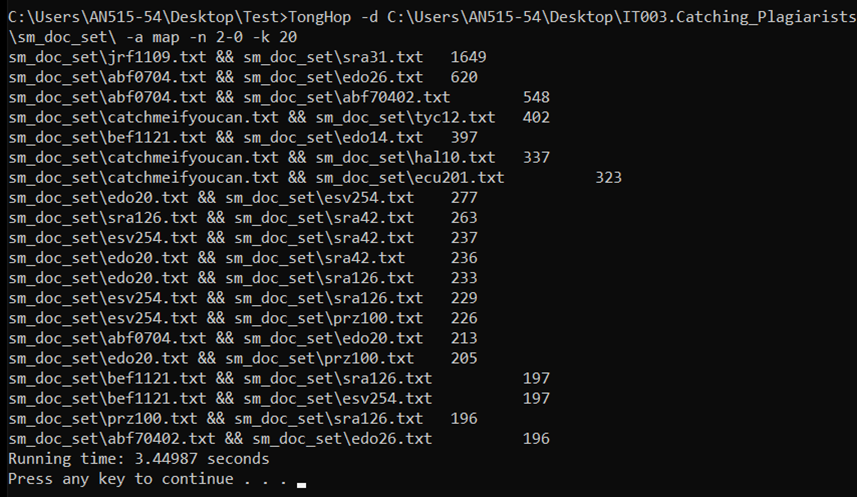 C:\Users\AN515-54\Desktop\Test>TongHop -d C:\Users\AN515-54\Desktop\IT003.Catching_Plagiarists
\sm_doc_set\ -a map -n 2-0 -k 20
sm_doc_set\jrf1109.txt && sm_doc_set\sra31.txt 1649
sm_doc_set\abf0704.txt && sm_doc_set\edo26.txt 620
sm_doc_set\abf0704.txt && sm_doc_set\abf70402.txt 548
sm_doc_set\catchmeifyoucan.txt && sm_doc_set\tyc12.txt 402
sm_doc_set\bef1121.txt && sm_doc_set\edo14.txt 397
sm_doc_set\catchmeifyoucan.txt && sm_doc_set\hal10.txt 337
sm_doc_set\catchmeifyoucan.txt && sm_doc_set\ecu201.txt 323
sm_doc_set\edo20.txt && sm_doc_set\esv254.txt 277
sm_doc_set\sra126.txt && sm_doc_set\sra42.txt 263
sm_doc_set\esv254.txt && sm_doc_set\sra42.txt 237
sm_doc_set\edo20.txt && sm_doc_set\sra42.txt 236
sm_doc_set\edo20.txt && sm_doc_set\sra126.txt 233
sm_doc_set\esv254.txt && sm_doc_set\sra126.txt 229
sm_doc_set\esv254.txt && sm_doc_set\prz100.txt 226
sm_doc_set\abf0704.txt && sm_doc_set\edo20.txt 213
sm_doc_set\edo20.txt && sm_doc_set\prz100.txt 205
sm_doc_set\bef1121.txt && sm_doc_set\sra126.txt 197
sm_doc_set\bef1121.txt && sm_doc_set\esv254.txt 197
sm_doc_set\prz100.txt && sm_doc_set\sra126.txt 196
sm_doc_set\abf70402.txt && sm_doc_set\edo26.txt 196
Running time: 3.44987 seconds
Press any key to continue . . .